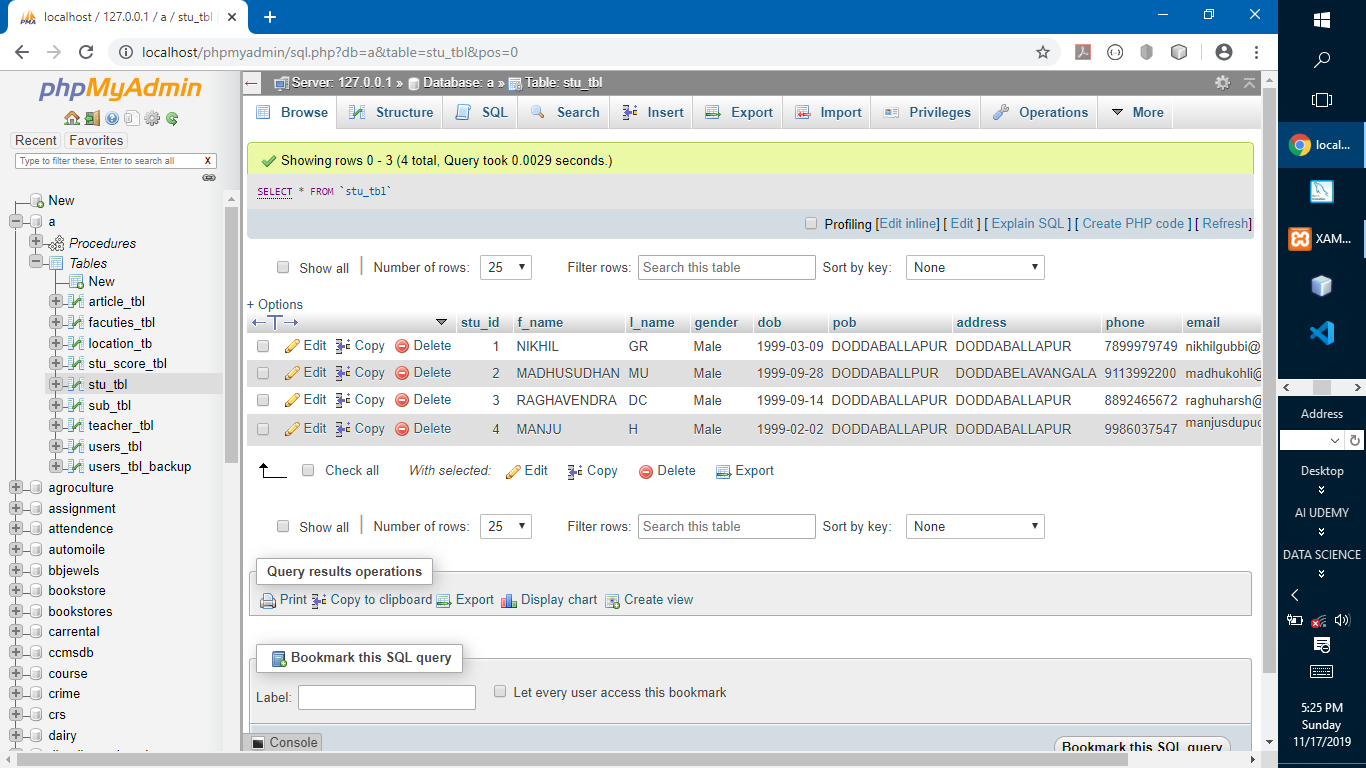 localhost / 127.0.0.1 / a / stu_tbl
localhost/phpmyadmin/sql.php?db=a&table=stu_tbl&pos=0
phpMyAdmin
Recent Favorites
Type to filter these, Enter to search all X
New
a
Procedures
Tables
New
article_tbl
facuties_tbl
location_tb
stu_score_tbl
stu_tbl
sub_tbl
teacher_tbl
users_tbl
users_tbl_backup
agroculture
assignment
attendence
automoile
bbjewels
bookstore
bookstores
carrental
ccmsdb
course
crime
crs
dairy
Server: 127.0.0.1 » Database: a » Table: stu_tbl
Browse Structure SQL Search Insert Export Import Privileges Operations More
Showing rows 0 - 3 (4 total, Query took 0.0029 seconds.)
SELECT * FROM `stu_tbl`
Profiling [Edit inline] [ Edit ] [ Explain SQL ] [ Create PHP code ] [ Refresh]
Show all Number of rows: 25 Filter rows: Search this table Sort by key: None
+ Options
stu_id f_name l_name gender dob pob address phone email
Edit Copy Delete 1 NIKHIL GR Male 1999-03-09 DODDABALLAPUR DODDABALLAPUR 7899979749 nikhilgubbi@
Edit Copy Delete 2 MADHUSUDHAN MU Male 1999-09-28 DODDABALLPUR DODDABELAVANGALA 9113992200 madhukohli@
Edit Copy Delete 3 RAGHAVENDRA DC Male 1999-09-14 DODDABALLAPUR DODDABALLAPUR 8892465672 raghuharsh@
Edit Copy Delete 4 MANJU H Male 1999-02-02 DODDABALLAPUR DODDABALLAPUR 9986037547 manjusdupuc
Check all With selected: Edit Copy Delete Export
Show all Number of rows: 25 Filter rows: Search this table Sort by key: None
Query results operations
Print Copy to clipboard Export Display chart Create view
Bookmark this SQL query
Label: Let every user access this bookmark
Console
Bookmark this SQL query
local...
XAM...
Address
Desktop
AI UDEMY
DATA SCIENCE
5:25 PM
Sunday
11/17/2019